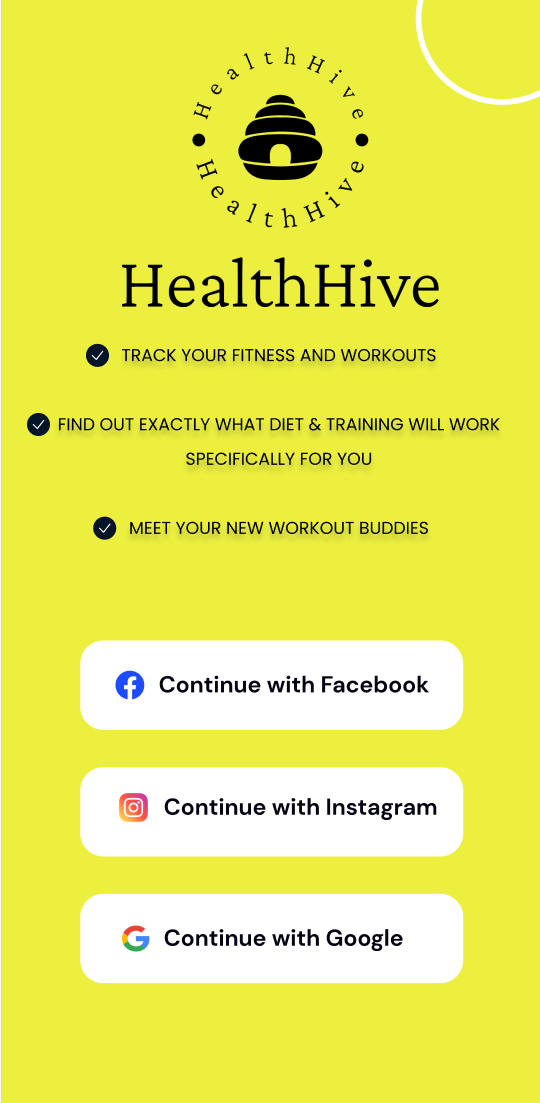 HealthHive
HealthHive
HealthHive
TRACK YOUR FITNESS AND WORKOUTS
FIND OUT EXACTLY WHAT DIET & TRAINING WILL WORK
SPECIFICALLY FOR YOU
MEET YOUR NEW WORKOUT BUDDIES
Continue with Facebook
Continue with Instagram
Continue with Google